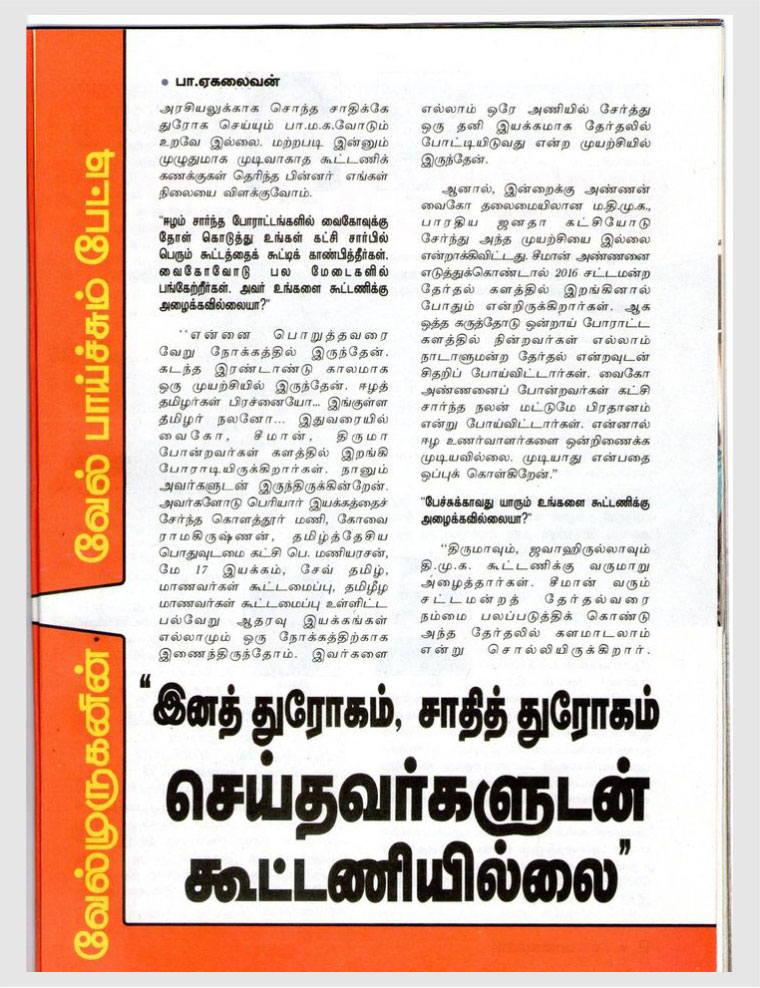 வேல்முருகனின்
வேல் பாய்ச்சும் பேட்டி
• பா.ஏகலைவன்
அரசியலுக்காக சொந்த சாதிக்கே
துரோக செய்யும் பா.ம.க.வோடும்
உறவே இல்லை. மற்றபடி இன்னும்
முழுதுமாக முடிவாகாத கூட்டணிக்
கணக்குகள் தெரிந்த பின்னர் எங்கள்
நிலையை விளக்குவோம்.
"ஈழம் சார்ந்த போராட்டங்களில் வைகோவுக்கு
தோள் கொடுத்து உங்கள் கட்சி சார்பில்
பெரும் கூட்டத்தைக் கூட்டிக் காண்பித்தீர்கள்.
வைகோவோடு பல மேடைகளில்
பங்கேற்றீர்கள். அவர் உங்களை கூட்டணிக்கு
அழைக்கவில்லையா?"
''என்னை பொறுத்தவரை
வேறு நோக்கத்தில் இருந்தேன்.
கடந்த இரண்டாண்டு காலமாக
ஒரு முயற்சியில் இருந்தேன். ஈழத்
தமிழர்கள் பிரச்னையோ... இங்குள்ள
தமிழர் நலனோ... இதுவரையில்
வைகோ, சீமான், திருமா
போன்றவர்கள் களத்தில் இறங்கி
போராடியிருக்கிறார்கள். நானும்
அவர்களுடன் இருந்திருக்கின்றேன்.
அவர்களோடு பெரியார் இயக்கத்தைச்
சேர்ந்த கொளத்தூர் மணி, கோவை
ராமகிருஷ்ணன், தமிழ்த்தேசிய
பொதுவுடமை கட்சி பெ. மணியரசன்,
மே 17 இயக்கம், சேவ் தமிழ்,
மாணவர்கள் கூட்டமைப்பு, தமிழீழ
மாணவர்கள் கூட்டமைப்பு உள்ளிட்ட
பல்வேறு ஆதரவு இயக்கங்கள்
எல்லாமும் ஒரு நோக்கத்திற்காக
இணைந்திருந்தோம். இவர்களை
எல்லாம் ஒரே அணியில் சேர்த்து
ஒரு தனி இயக்கமாக தேர்தலில்
போட்டியிடுவது என்ற முயற்சியில்
இருந்தேன்.
ஆனால், இன்றைக்கு அண்ணன்
வைகோ தலைமையிலான ம.தி.மு.க.,
பாரதிய ஜனதா கட்சியோடு
சேர்ந்து அந்த முயற்சியை இல்லை
என்றாக்கிவிட்டது. சீமான் அண்ணனை
எடுத்துக்கொண்டால் 2016 சட்டமன்ற
தேர்தல் களத்தில் இறங்கினால்
போதும் என்றிருக்கிறார்கள். ஆக
ஒத்த கருத்தோடு ஒன்றாய் போராட்ட
களத்தில் நின்றவர்கள் எல்லாம்
நாடாளுமன்ற தேர்தல் என்றவுடன்
சிதறிப் போய்விட்டார்கள். வைகோ
அண்ணனைப் போன்றவர்கள் கட்சி
சார்ந்த நலன் மட்டுமே பிரதானம்
என்று போய்விட்டார்கள். என்னால்
ஈழ உணர்வாளர்களை ஒன்றிணைக்க
முடியவில்லை. முடியாது என்பதை
ஒப்புக் கொள்கிறேன்.”
"பேச்சுக்காவது யாரும் உங்களை கூட்டணிக்கு
அழைக்கவில்லையா?"
“திருமாவும், ஜவாஹிருல்லாவும்
தி.மு.க. கூட்டணிக்கு வருமாறு
அழைத்தார்கள். சீமான் வரும்
சட்டமன்றத் தேர்தல்வரை
நம்மை பலப்படுத்திக் கொண்டு
அந்த தேர்தலில் களமாடலாம்
என்று சொல்லியிருக்கிறார்.
“இனத் துரோகம், சாதித் துரோகம்
செய்தவர்களுடன்
கூட்டணியில்லை”